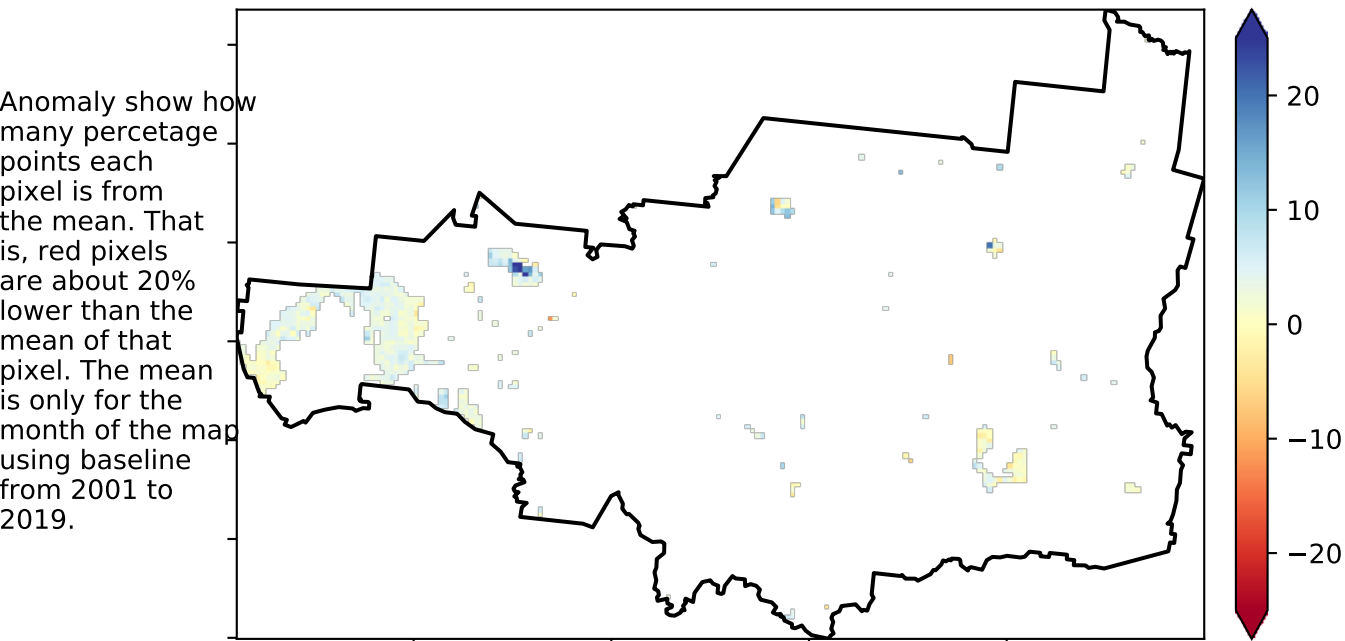 Anomaly show how
many percetage
points each
pixel is from
the mean. That
is, red pixels
are about 20%
lower than the
mean of that
pixel. The mean
is only for the
month of the map
using baseline
from 2001 to
2019.
20
10
0
−10
−20